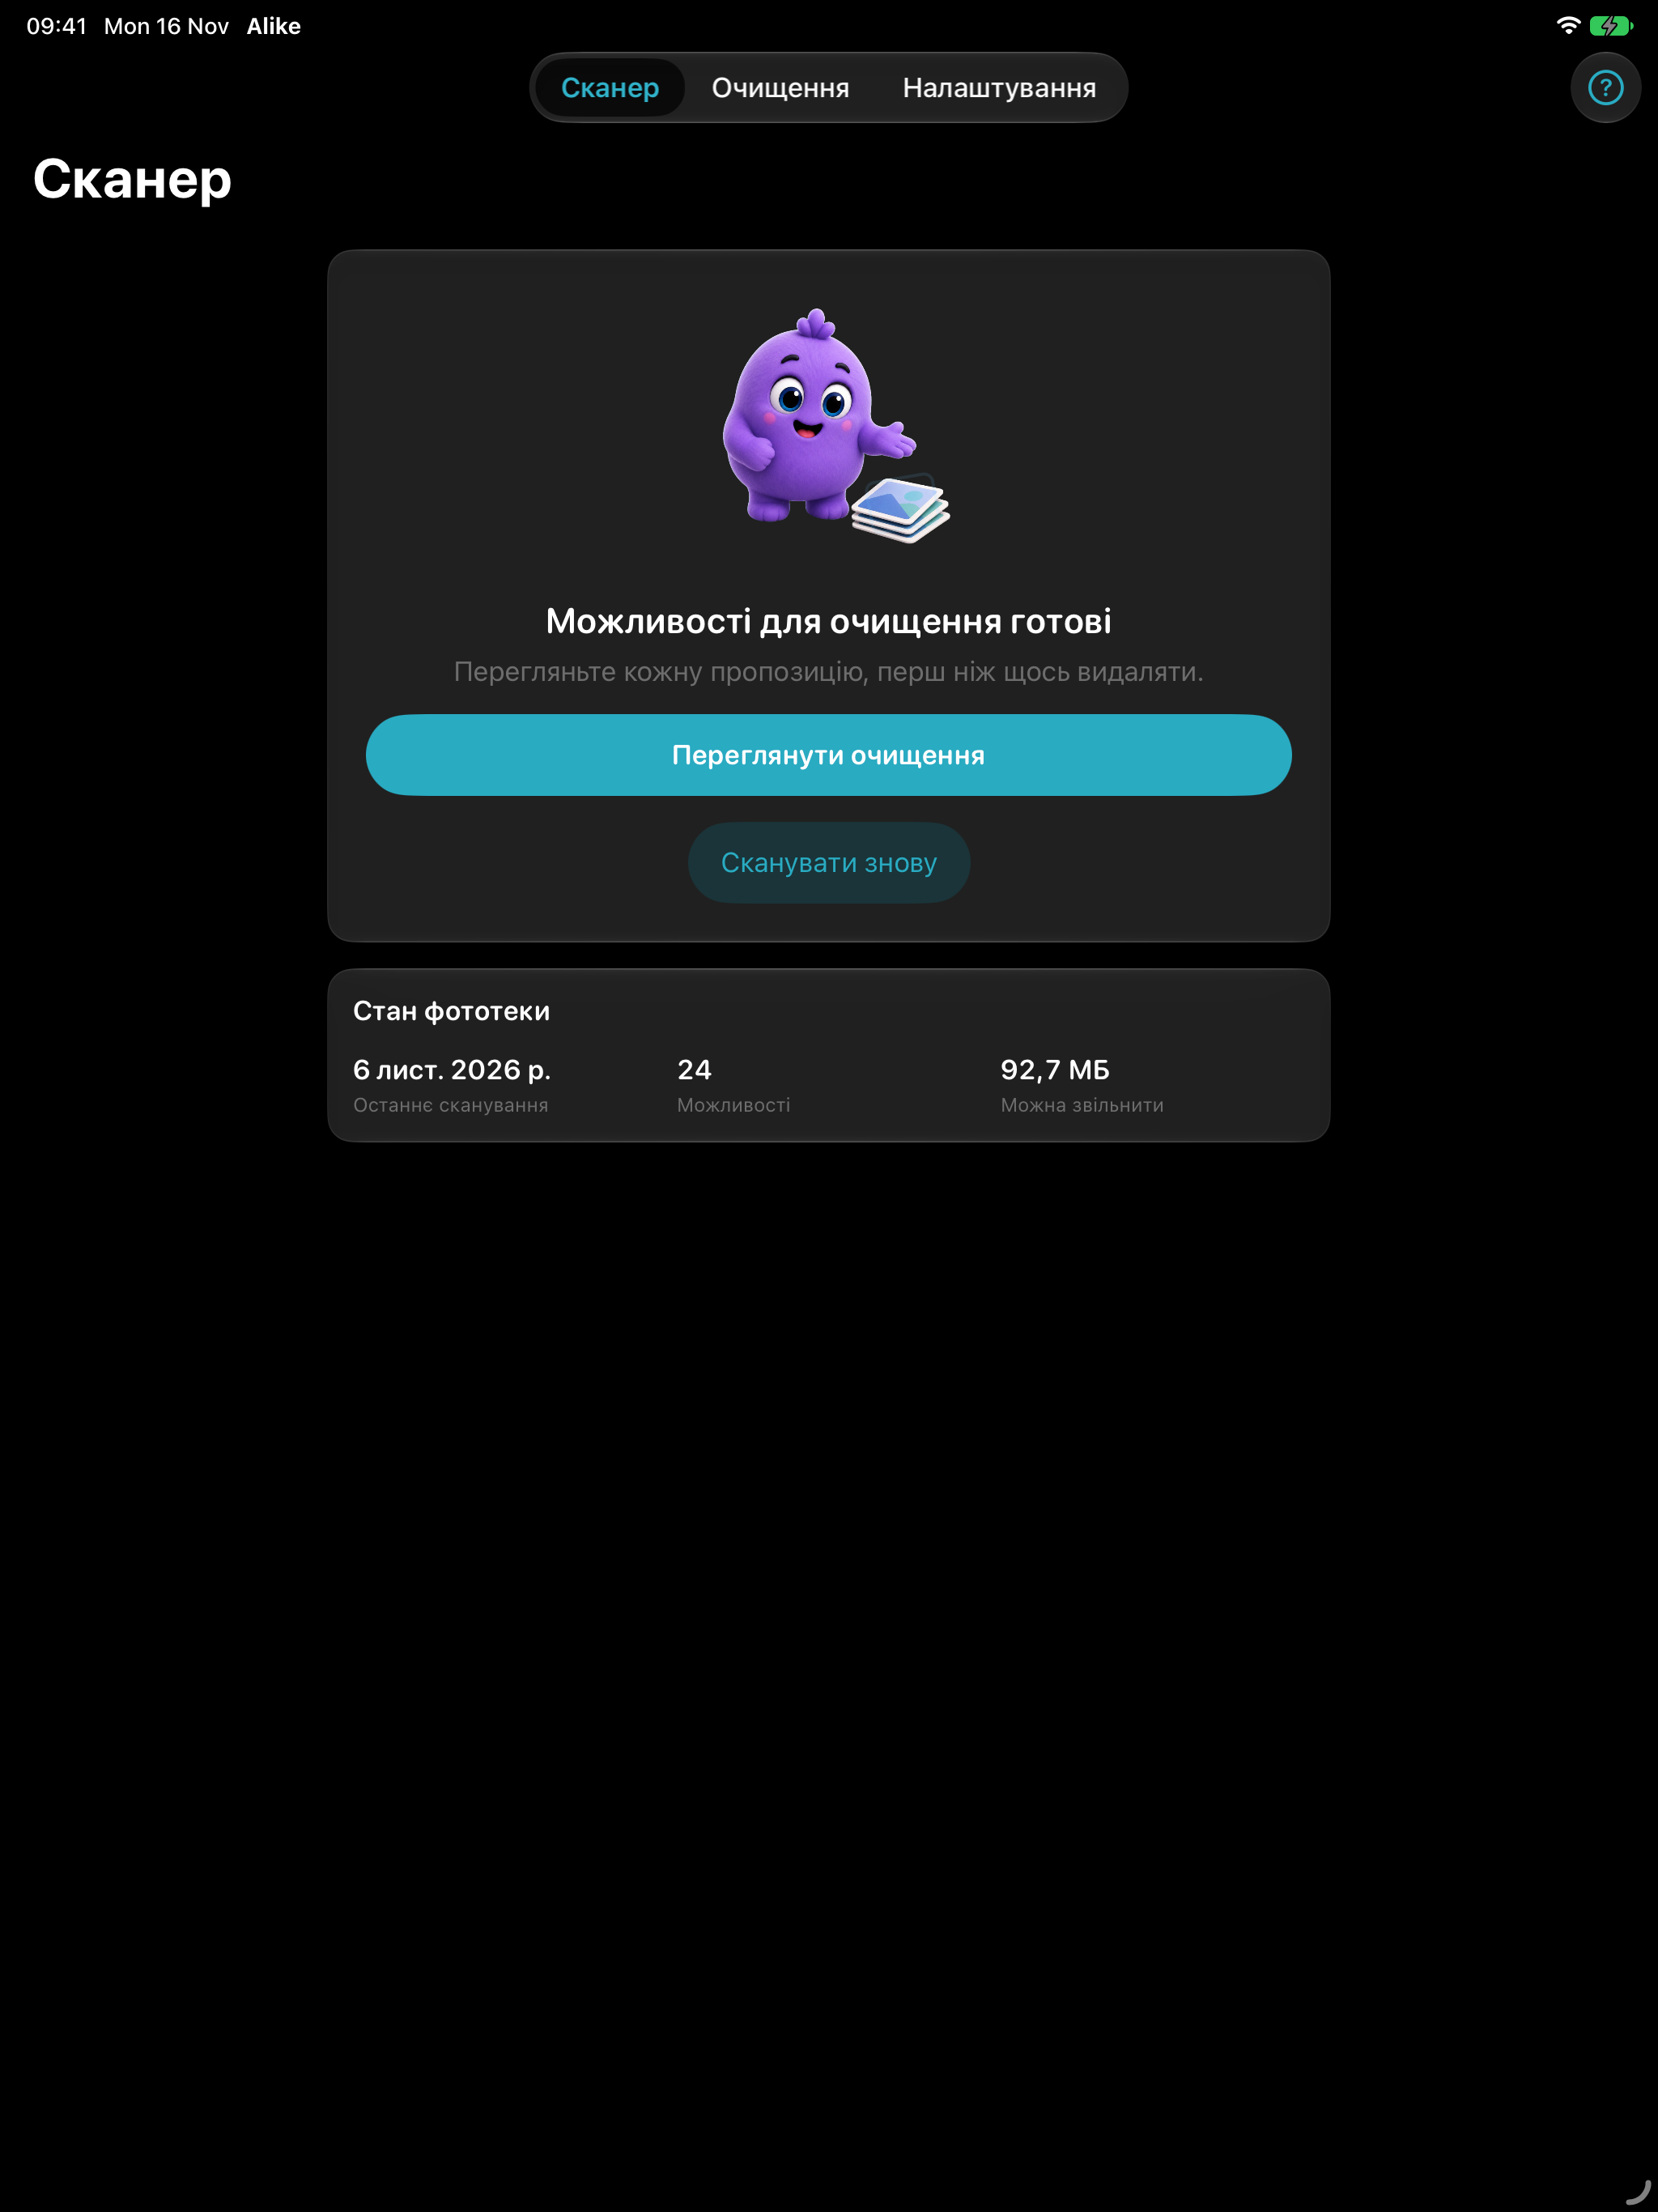 09:41 Mon 16 Nov Alike
Сканер Очищення Налаштування ?
Сканер
Можливості для очищення готові
Перегляньте кожну пропозицію, перш ніж щось видаляти.
Переглянути очищення
Сканувати знову
Стан фототеки
6 лист. 2026 р. 24 92,7 МБ
Останнє сканування Можливості Можна звільнити